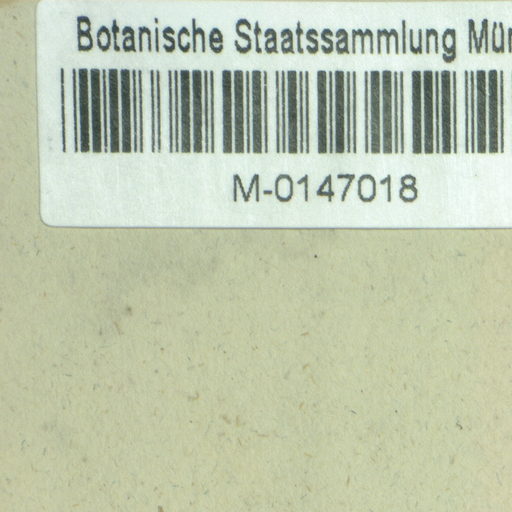 Botanische Staatssammlung Mün
M-0147018